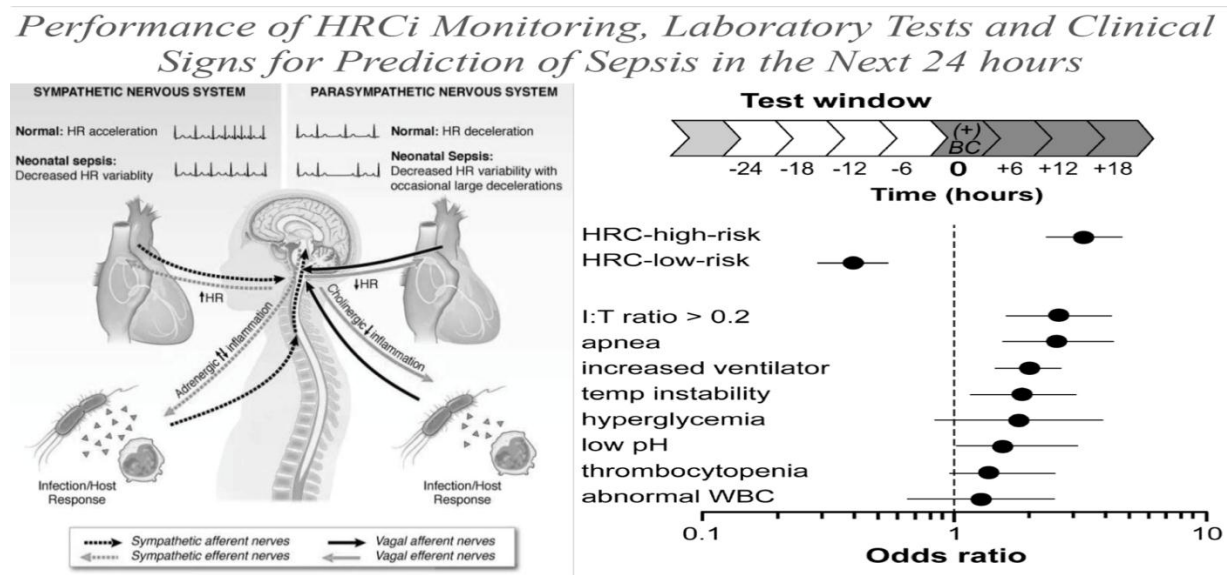 Performance of HRCi Monitoring, Laboratory Tests and Clinical
Signs for Prediction of Sepsis in the Next 24 hours
SYMPATHETIC NERVOUS SYSTEM
Normal: HR acceleration
Neonatal sepsis:
Decreased HR variablity
PARASYMPATHETIC NERVOUS SYSTEM
Normal: HR deceleration
Neonatal Sepsis:
Decreased HR variability with
occasional large decelerations
↑HR
↓HR
Adrenergic ↑↓ inflammation
Cholinergic ↓ inflammation
Infection/Host
Response
Infection/Host
Response
Sympathetic afferent nerves
Sympathetic efferent nerves
Vagal afferent nerves
Vagal efferent nerves
Test window
(+)
BC
-24 -18 -12 -6 0 +6 +12 +18
Time (hours)
HRC-high-risk
HRC-low-risk
I:T ratio > 0.2
apnea
increased ventilator
temp instability
hyperglycemia
low pH
thrombocytopenia
abnormal WBC
0.1 1 10
Odds ratio